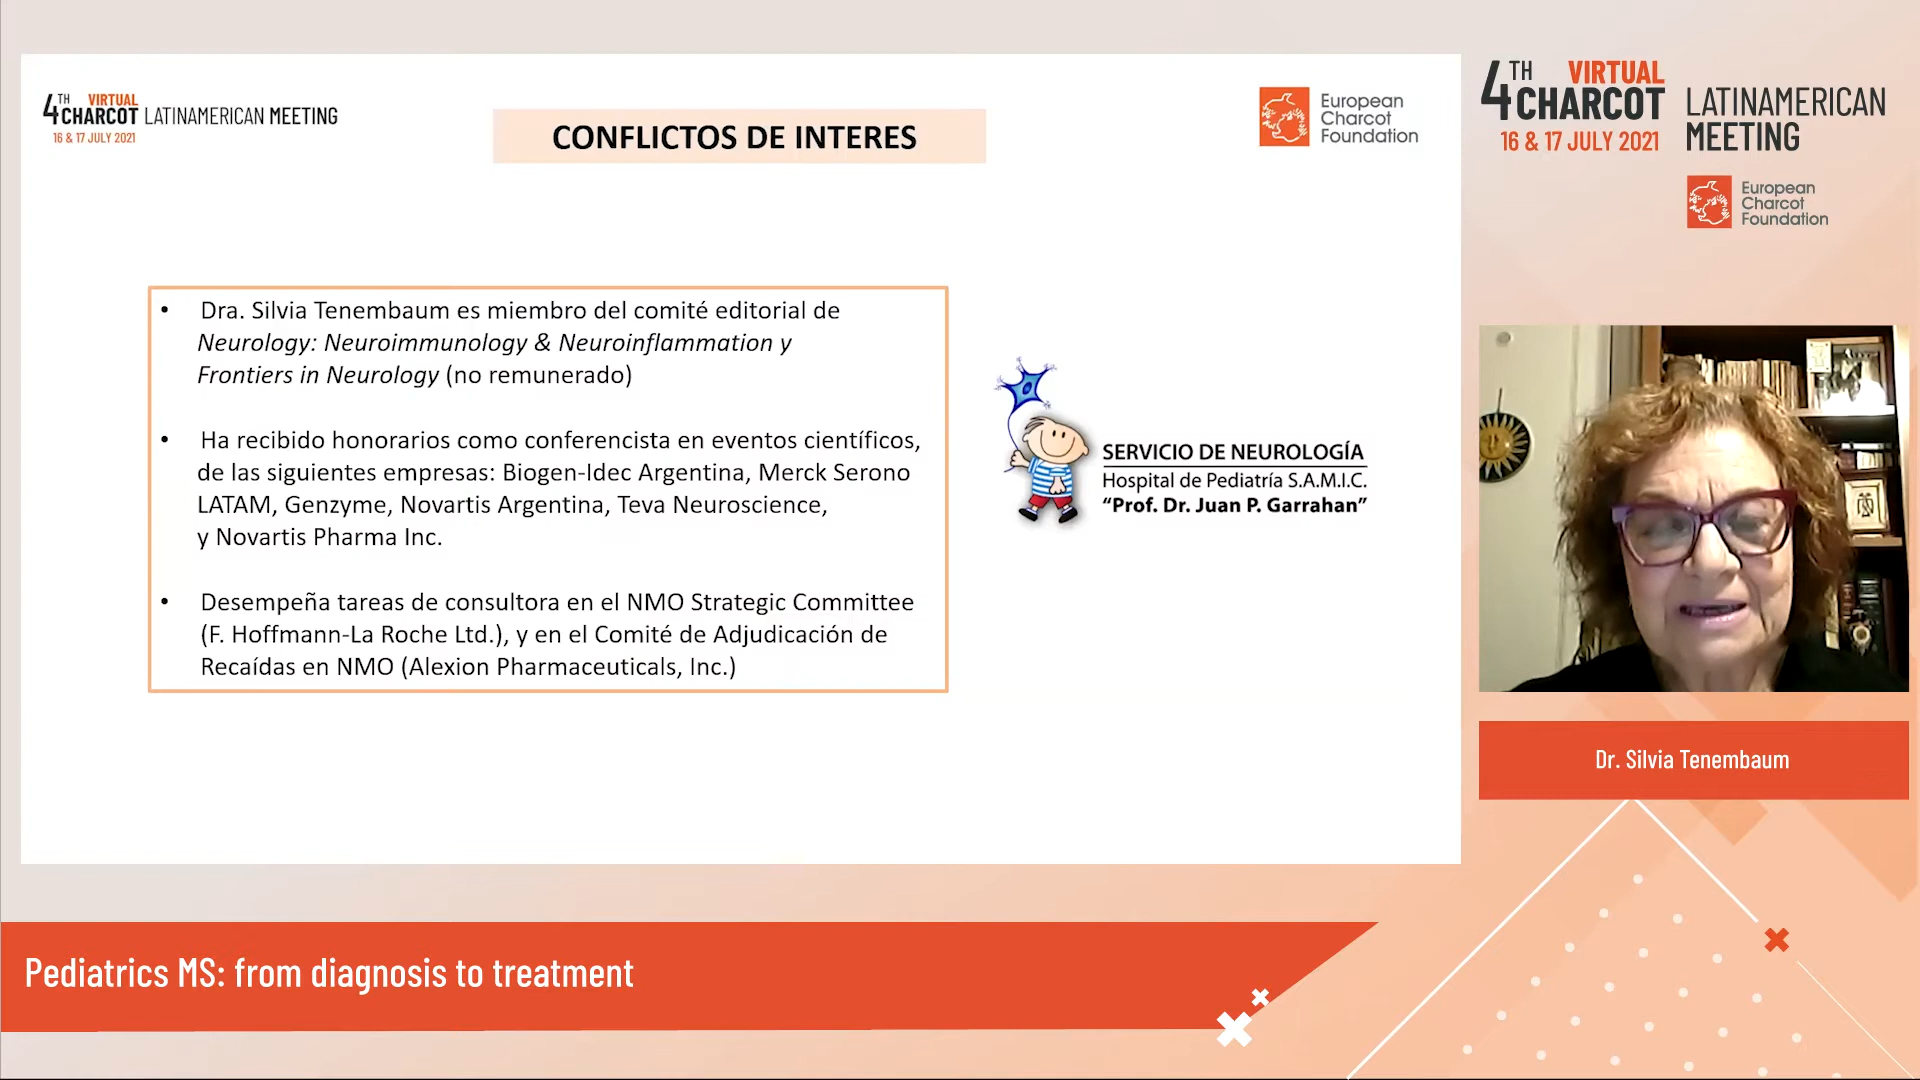 4TH VIRTUAL
CHARCOT LATINAMERICAN MEETING
16 & 17 JULY 2021
CONFLICTOS DE INTERES
European
Charcot
Foundation
• Dra. Silvia Tenembaum es miembro del comité editorial de
Neurology: Neuroimmunology & Neuroinflammation y
Frontiers in Neurology (no remunerado)
• Ha recibido honorarios como conferencista en eventos científicos,
de las siguientes empresas: Biogen-Idec Argentina, Merck Serono
LATAM, Genzyme, Novartis Argentina, Teva Neuroscience,
y Novartis Pharma Inc.
• Desempeña tareas de consultora en el NMO Strategic Committee
(F. Hoffmann-La Roche Ltd.), y en el Comité de Adjudicación de
Recaídas en NMO (Alexion Pharmaceuticals, Inc.)
SERVICIO DE NEUROLOGÍA
Hospital de Pediatría S.A.M.I.C.
“Prof. Dr. Juan P. Garrahan”
4TH VIRTUAL
CHARCOT LATINAMERICAN
16 & 17 JULY 2021 MEETING
European
Charcot
Foundation
Dr. Silvia Tenembaum
Pediatrics MS: from diagnosis to treatment